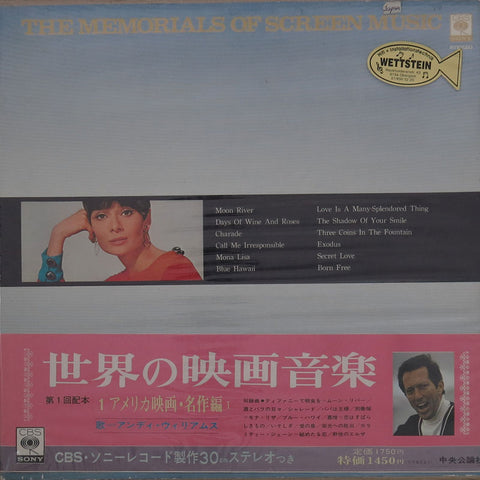 THE MEMORIALS OF SCREEN MUSIC
Japan
SONY
WETTSTEIN
Moon River
Days Of Wine And Roses
Charade
Call Me Irresponsible
Mona Lisa
Blue Hawaii
Love Is A Many-Splendored Thing
The Shadow Of Your Smile
Three Coins In The Fountain
Exodus
Secret Love
Born Free
世界の映画音楽
第1回配本
1アメリカ映画・名作編1
歌―アンディ・ウィリアムス
CBS
SONY
CBS・ソニーレコード製作30cmステレオつき
定価1750円
特価1450円
中央公論社